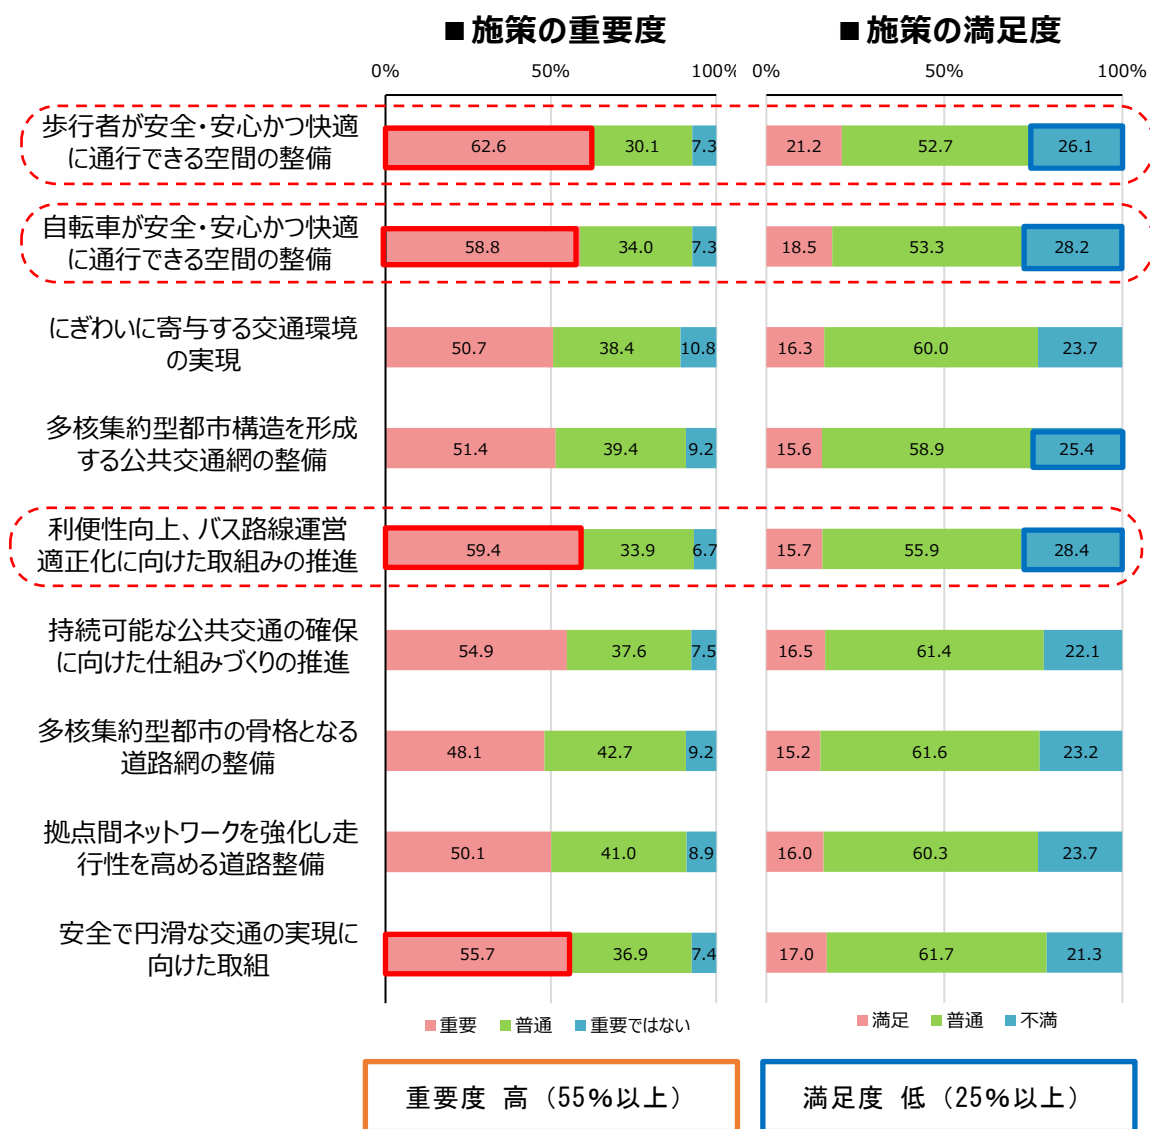 ■施策の重要度
■施策の満足度
0% 50% 100%
0% 50% 100%
歩行者が安全・安心かつ快適
に通行できる空間の整備
62.6 30.1 7.3
21.2 52.7 26.1
自転車が安全・安心かつ快適
に通行できる空間の整備
58.8 34.0 7.3
18.5 53.3 28.2
にぎわいに寄与する交通環境
の実現
50.7 38.4 10.8
16.3 60.0 23.7
多核集約型都市構造を形成
する公共交通網の整備
51.4 39.4 9.2
15.6 58.9 25.4
利便性向上、バス路線運営
適正化に向けた取組みの推進
59.4 33.9 6.7
15.7 55.9 28.4
持続可能な公共交通の確保
に向けた仕組みづくりの推進
54.9 37.6 7.5
16.5 61.4 22.1
多核集約型都市の骨格となる
道路網の整備
48.1 42.7 9.2
15.2 61.6 23.2
拠点間ネットワークを強化し走
行性を高める道路整備
50.1 41.0 8.9
16.0 60.3 23.7
安全で円滑な交通の実現に
向けた取組
55.7 36.9 7.4
17.0 61.7 21.3
重要 普通 重要ではない
満足 普通 不満
重要度 高（55%以上）
満足度 低（25%以上）